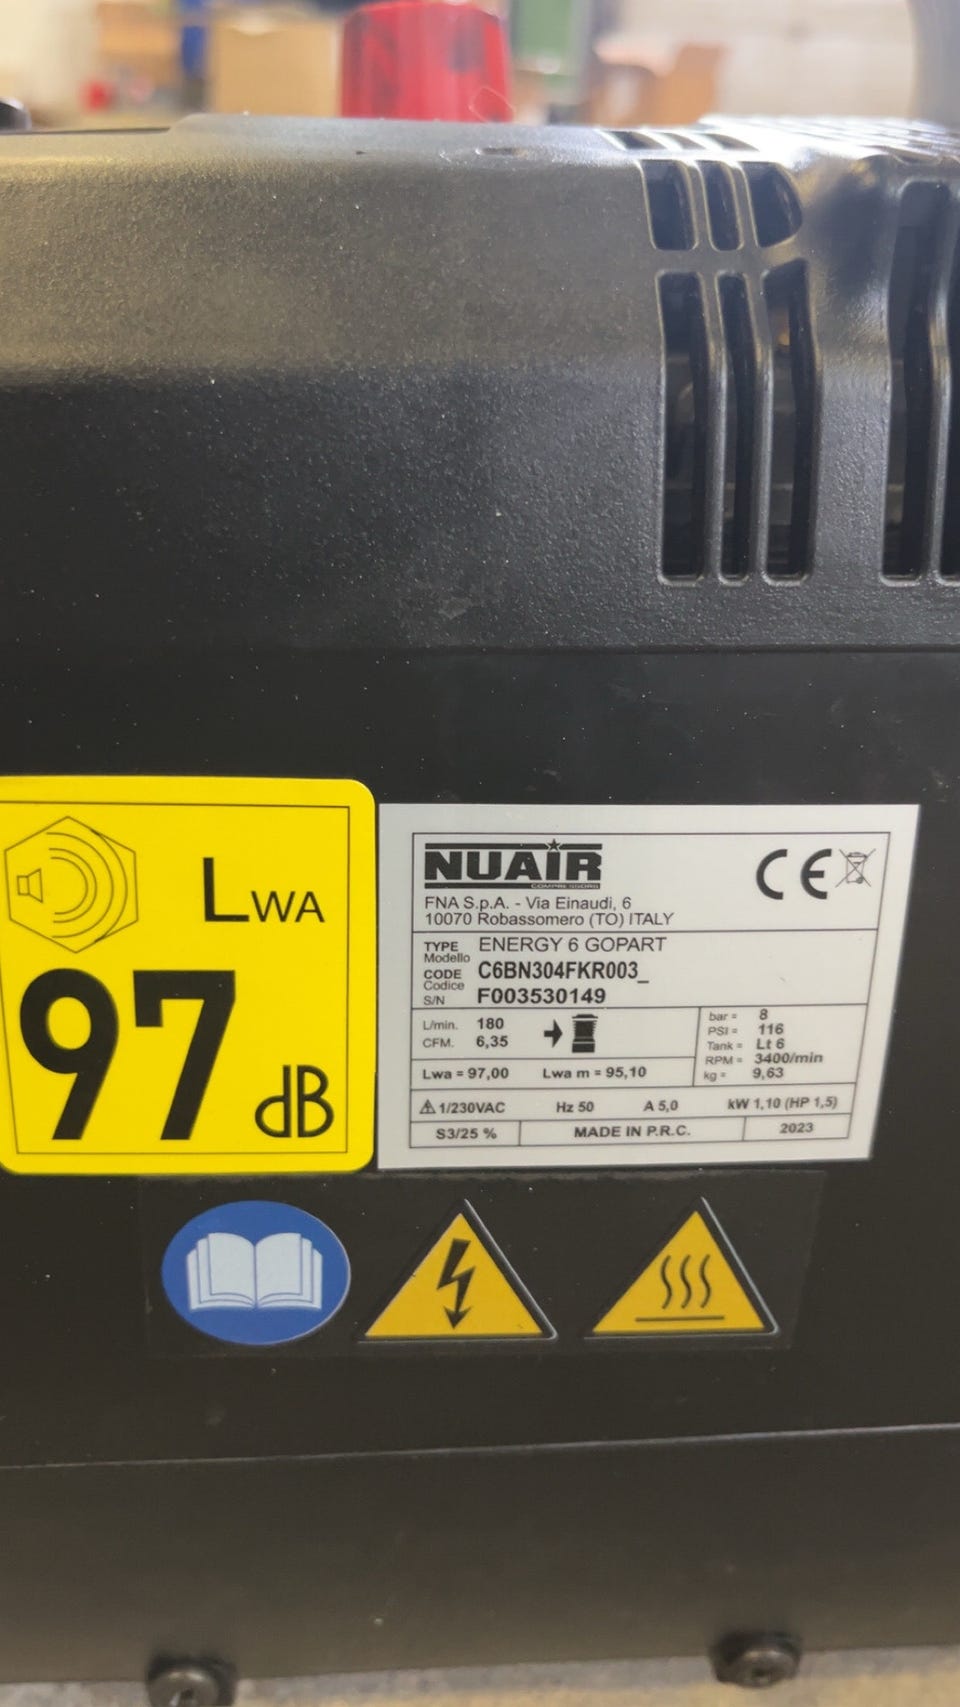 LWA
97 dB
NUAIR
COMPRESSORS
FNA S.p.A. - Via Einaudi, 6
10070 Robassomero (TO) ITALY
TYPE ENERGY 6 GOPART
Modello
CODE C6BN304FKR003_
Codice
S/N F003530149
L/min. 180
CFM. 6,35
bar = 8
PSI = 116
Tank = Lt 6
RPM = 3400/min
kg = 9,63
Lwa = 97,00 Lwa m = 95,10
1/230VAC Hz 50 A 5,0 kW 1,10 (HP 1,5)
S3/25 % MADE IN P.R.C. 2023
CE